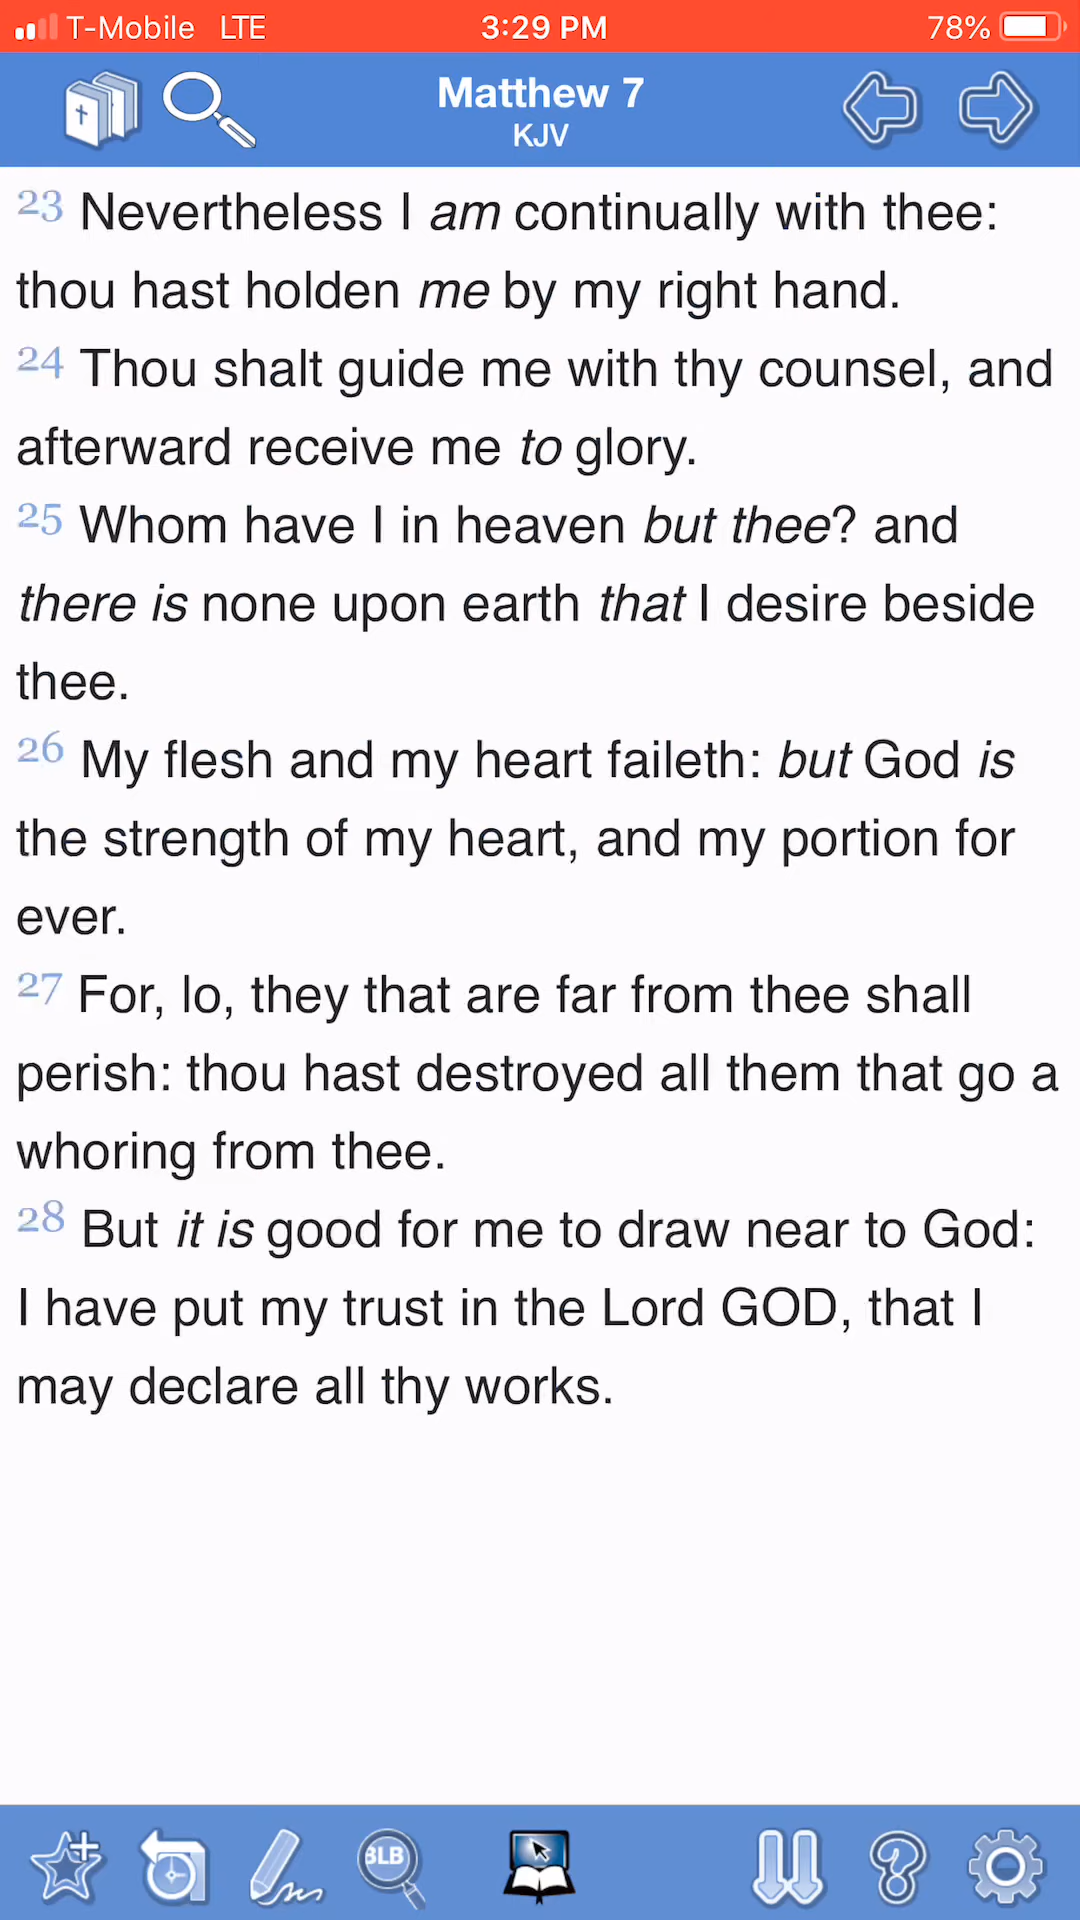 T-Mobile LTE 3:29 PM 78%
Matthew 7
KJV
23 Nevertheless I am continually with thee:
thou hast holden me by my right hand.
24 Thou shalt guide me with thy counsel, and
afterward receive me to glory.
25 Whom have I in heaven but thee? and
there is none upon earth that I desire beside
thee.
26 My flesh and my heart faileth: but God is
the strength of my heart, and my portion for
ever.
27 For, lo, they that are far from thee shall
perish: thou hast destroyed all them that go a
whoring from thee.
28 But it is good for me to draw near to God:
I have put my trust in the Lord GOD, that I
may declare all thy works.
BLB